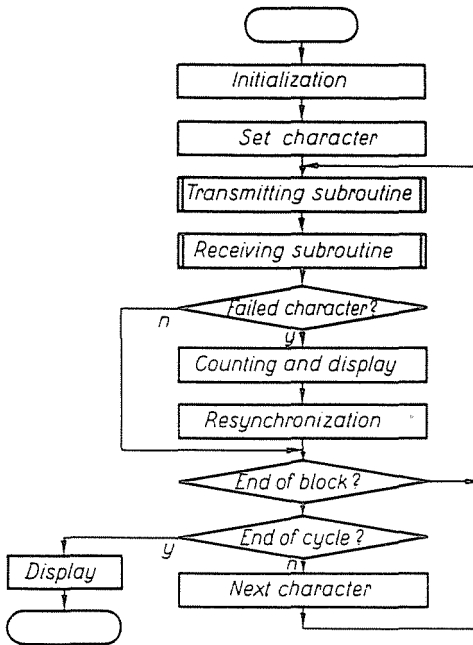 Initialization
Set character
Transmitting subroutine
Receiving subroutine
Failed character?
n
y
Counting and display
Resynchronization
End of block?
End of cycle?
y
n
Display
Next character